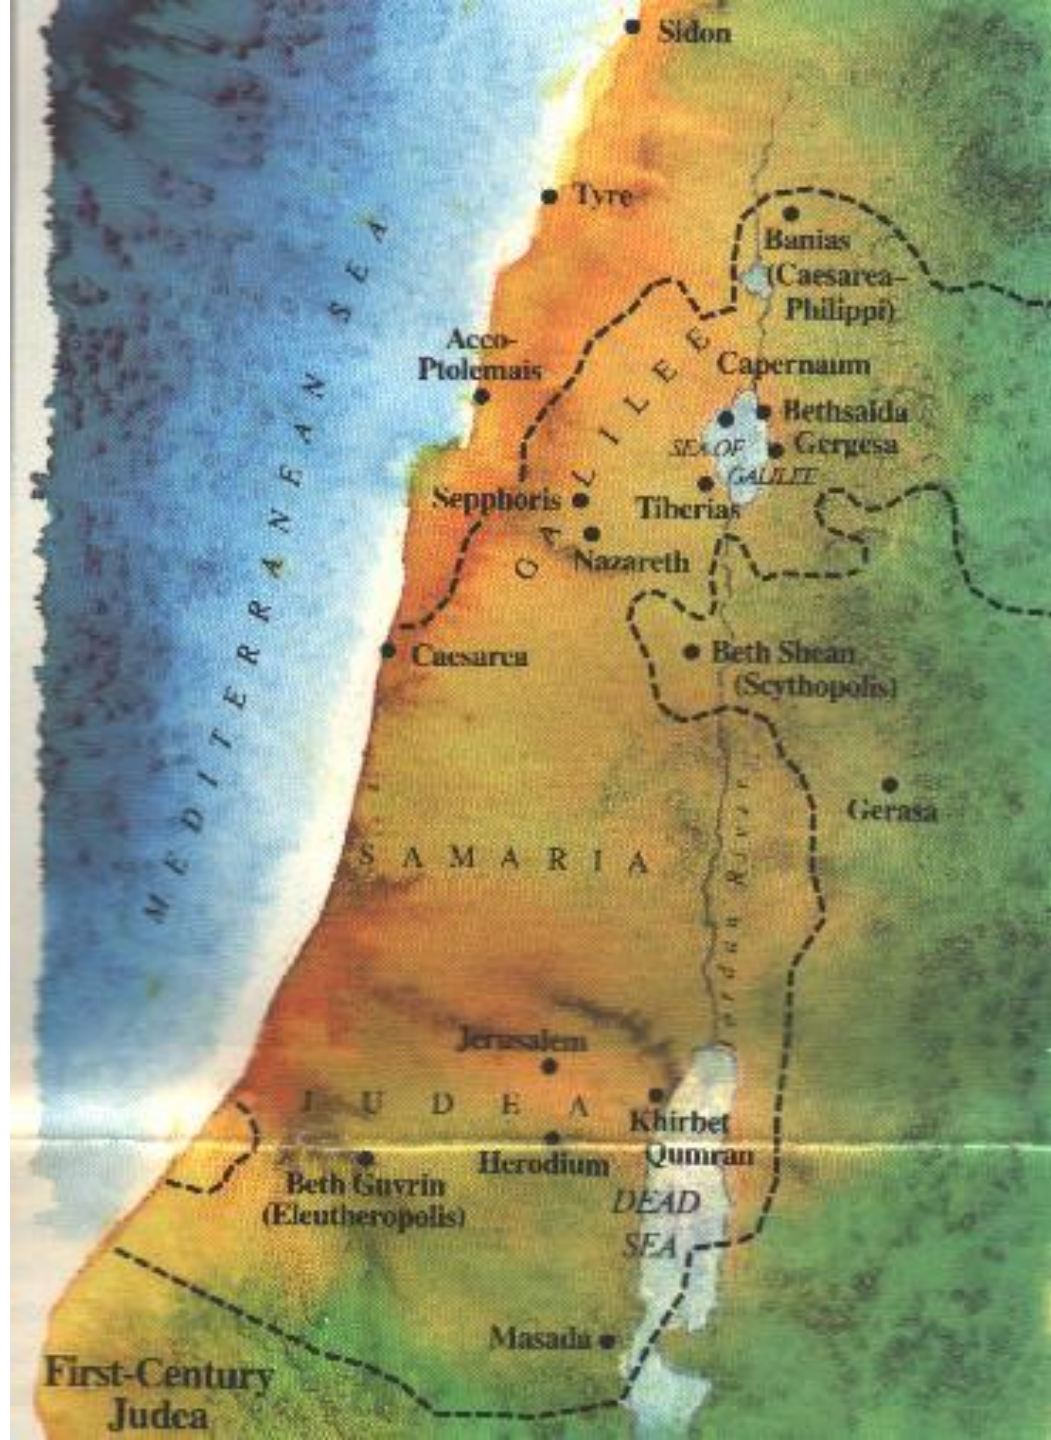 Sidon
Tyre
Banias
(Caesarea-
Philippi)
MEDITERRANEAN SEA
Acco-
Ptolemais
GALILEE
Capernaum
Bethsaida
Gergesa
SEA OF
GALILEE
Sepphoris
Tiberias
Nazareth
Caesarea
Beth Shean
(Scythopolis)
Gerasa
SAMARIA
Jordan River
Jerusalem
JUDEA
Khirbet
Qumran
Herodium
Beth Guvrin
(Eleutheropolis)
DEAD
SEA
Masada
First-Century
Judea